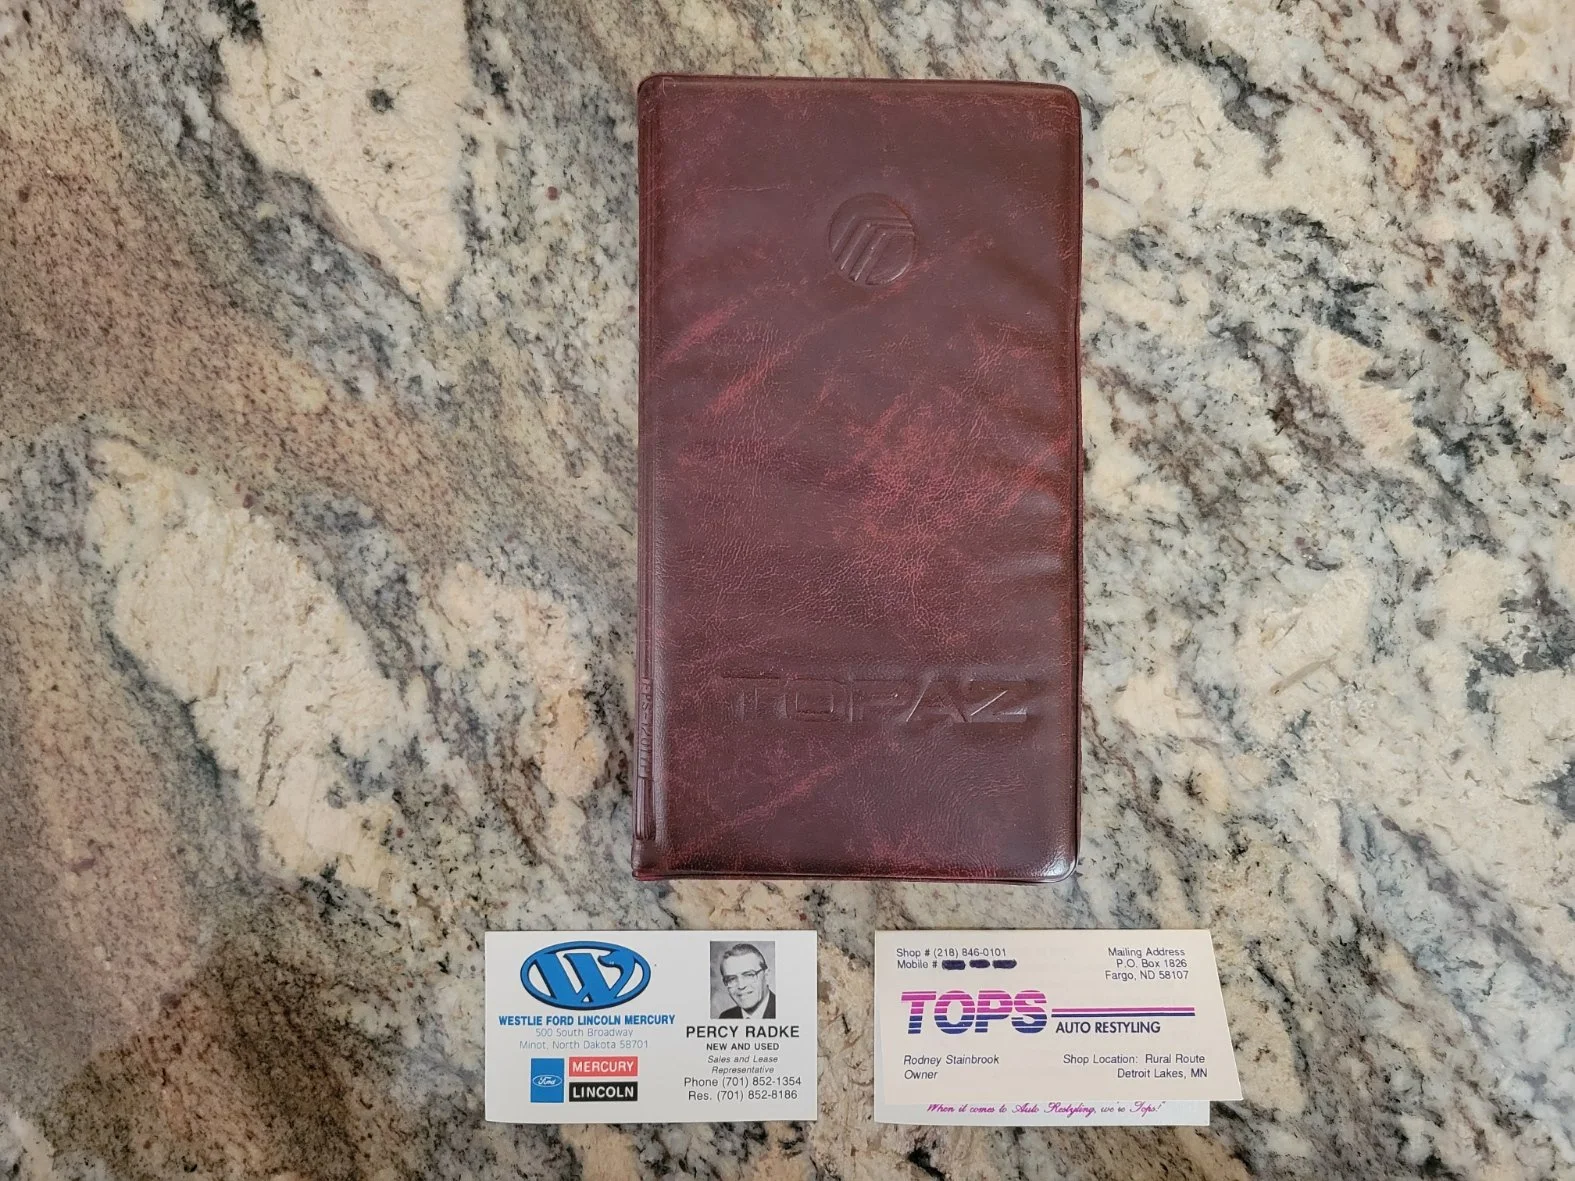 TOPAZ
WESTLIE FORD LINCOLN MERCURY
500 South Broadway
Minot, North Dakota 58701
Ford
MERCURY
LINCOLN
PERCY RADKE
NEW AND USED
Sales and Lease
Representative
Phone (701) 852-1354
Res. (701) 852-8186
Shop # (218) 846-0101
Mobile #
Mailing Address
P.O. Box 1826
Fargo, ND 58107
TOPS
AUTO RESTYLING
Rodney Stainbrook
Owner
Shop Location: Rural Route
Detroit Lakes, MN
"When it comes to Auto Restyling, we're Tops!"